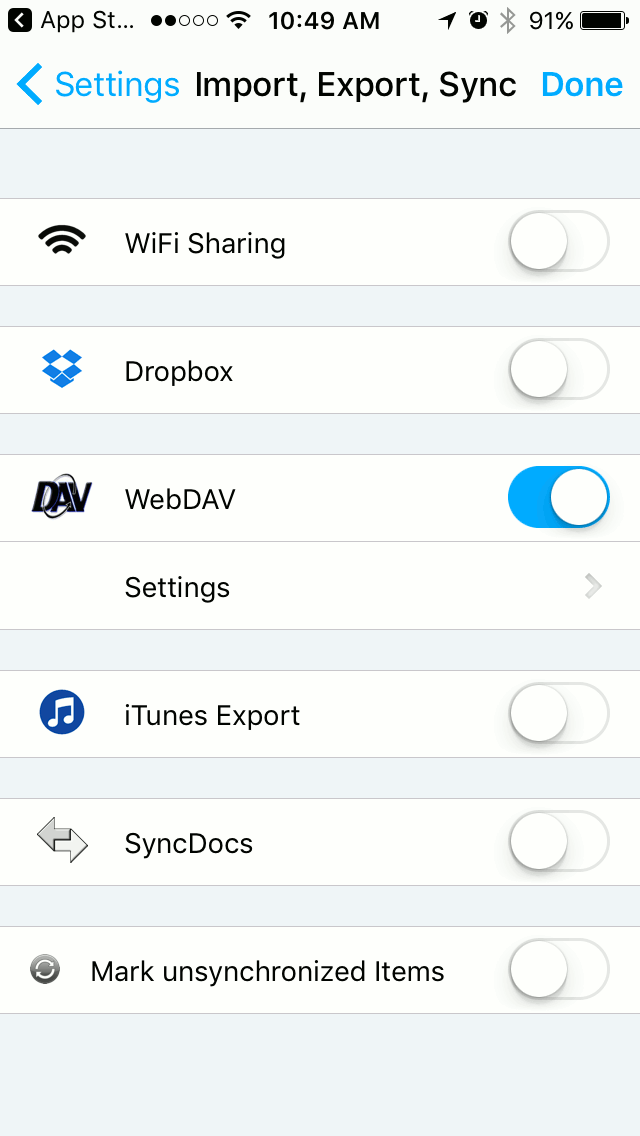 App St... 10:49 AM 91%
Settings Import, Export, Sync Done
WiFi Sharing
Dropbox
DAV WebDAV
Settings
iTunes Export
SyncDocs
Mark unsynchronized Items